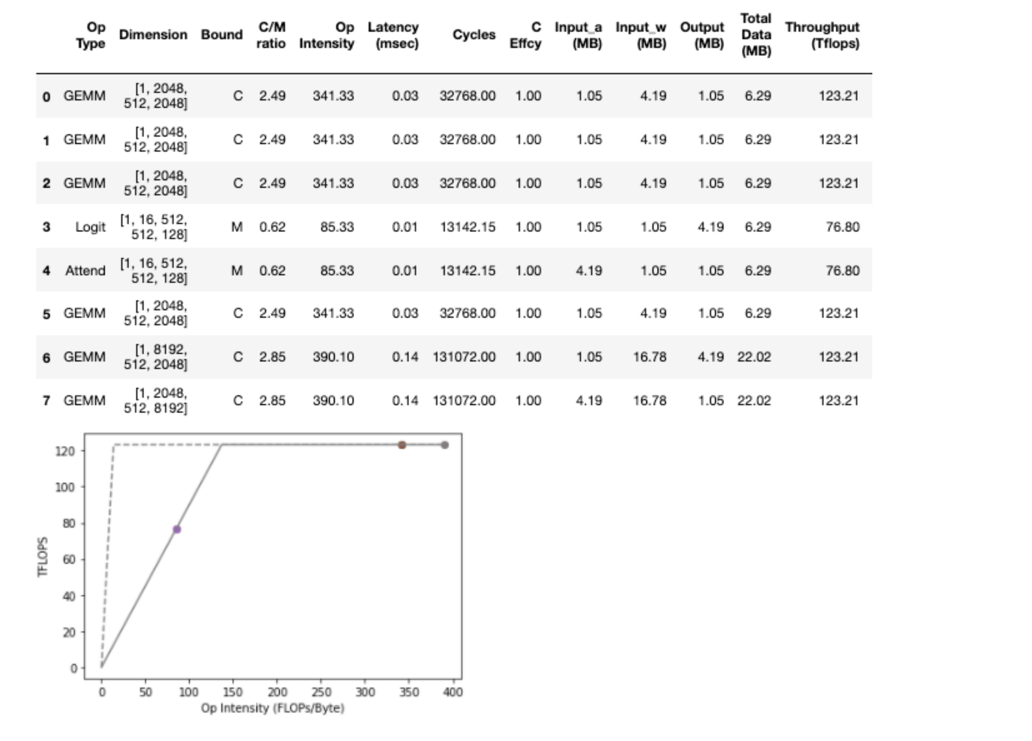 Op Type Dimension Bound C/M ratio Op Intensity Latency (msec) Cycles C Effcy Input_a (MB) Input_w (MB) Output (MB) Total Data (MB) Throughput (Tflops)
0 GEMM [1, 2048, 512, 2048] C 2.49 341.33 0.03 32768.00 1.00 1.05 4.19 1.05 6.29 123.21
1 GEMM [1, 2048, 512, 2048] C 2.49 341.33 0.03 32768.00 1.00 1.05 4.19 1.05 6.29 123.21
2 GEMM [1, 2048, 512, 2048] C 2.49 341.33 0.03 32768.00 1.00 1.05 4.19 1.05 6.29 123.21
3 Logit [1, 16, 512, 512, 128] M 0.62 85.33 0.01 13142.15 1.00 1.05 1.05 4.19 6.29 76.80
4 Attend [1, 16, 512, 512, 128] M 0.62 85.33 0.01 13142.15 1.00 4.19 1.05 1.05 6.29 76.80
5 GEMM [1, 2048, 512, 2048] C 2.49 341.33 0.03 32768.00 1.00 1.05 4.19 1.05 6.29 123.21
6 GEMM [1, 8192, 512, 2048] C 2.85 390.10 0.14 131072.00 1.00 1.05 16.78 4.19 22.02 123.21
7 GEMM [1, 2048, 512, 8192] C 2.85 390.10 0.14 131072.00 1.00 4.19 16.78 1.05 22.02 123.21
TFLOPS
120
100
80
60
40
20
0
0 50 100 150 200 250 300 350 400
Op Intensity (FLOPs/Byte)